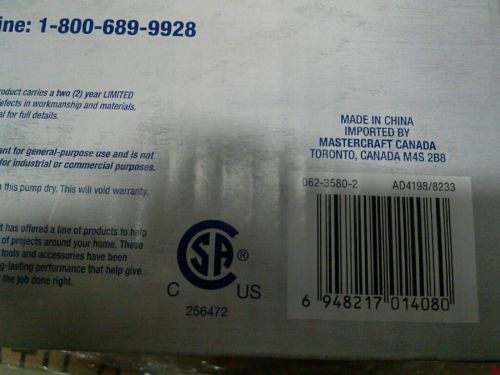 ine: 1-800-689-9928
roduct carries a two (2) year LIMITED
efects in workmanship and materials.
al for full details.
ant for general-purpose use and is not
for industrial or commercial purposes.
this pump dry. This will void warranty.
ft has offered a line of products to help
of projects around your home. These
tools and accessories have been
g-lasting performance that help give
the job done right.
MADE IN CHINA
IMPORTED BY
MASTERCRAFT CANADA
TORONTO, CANADA M4S 2B8
062-3580-2 AD4198/8233
6 948217 014080
CSA ®
C US
256472